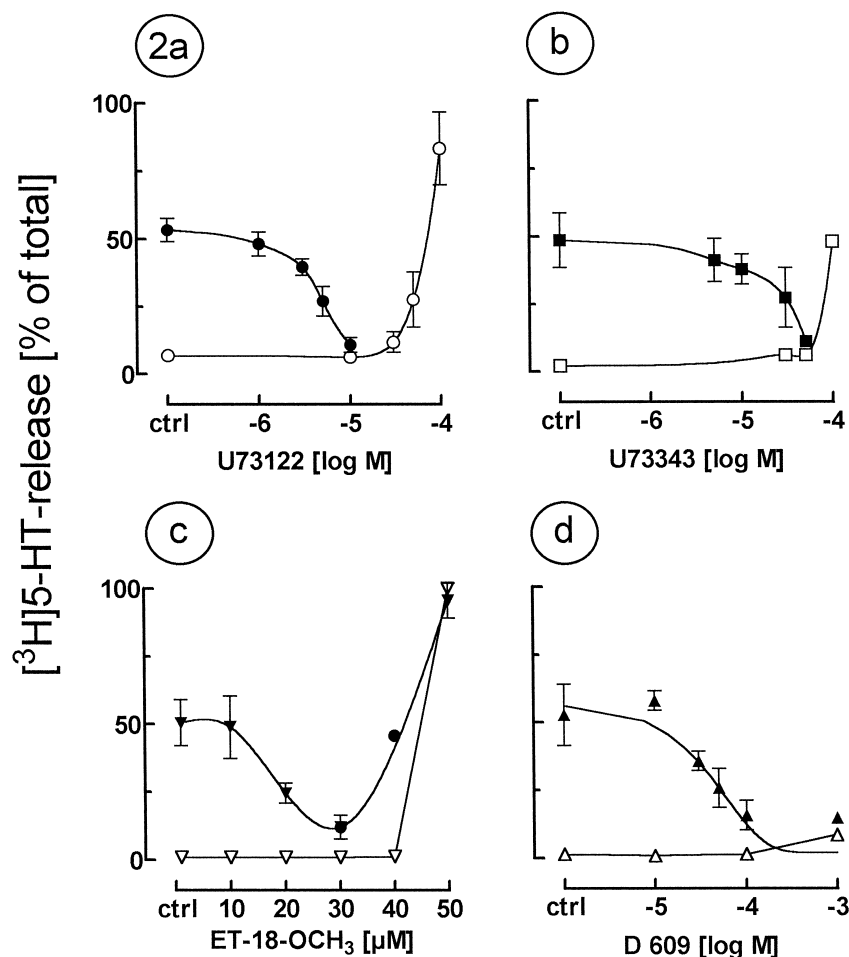 2a
b
100
50
0
ctrl -6 -5 -4
U73122 [log M]
ctrl -6 -5 -4
U73343 [log M]
[³H]5-HT-release [% of total]
c
d
100
50
0
ctrl 10 20 30 40 50
ET-18-OCH₃ [µM]
ctrl -5 -4 -3
D 609 [log M]